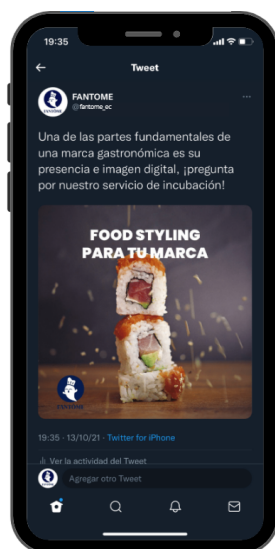 19:35
Tweet
FANTOME
@fantome_ec
Una de las partes fundamentales de
una marca gastronómica es su
presencia e imagen digital, ¡pregunta
por nuestro servicio de incubación!
FOOD STYLING
PARA TU MARCA
FANTOME
19:35 · 13/10/21 · Twitter for iPhone
Ver la actividad del Tweet
Agregar otro Tweet